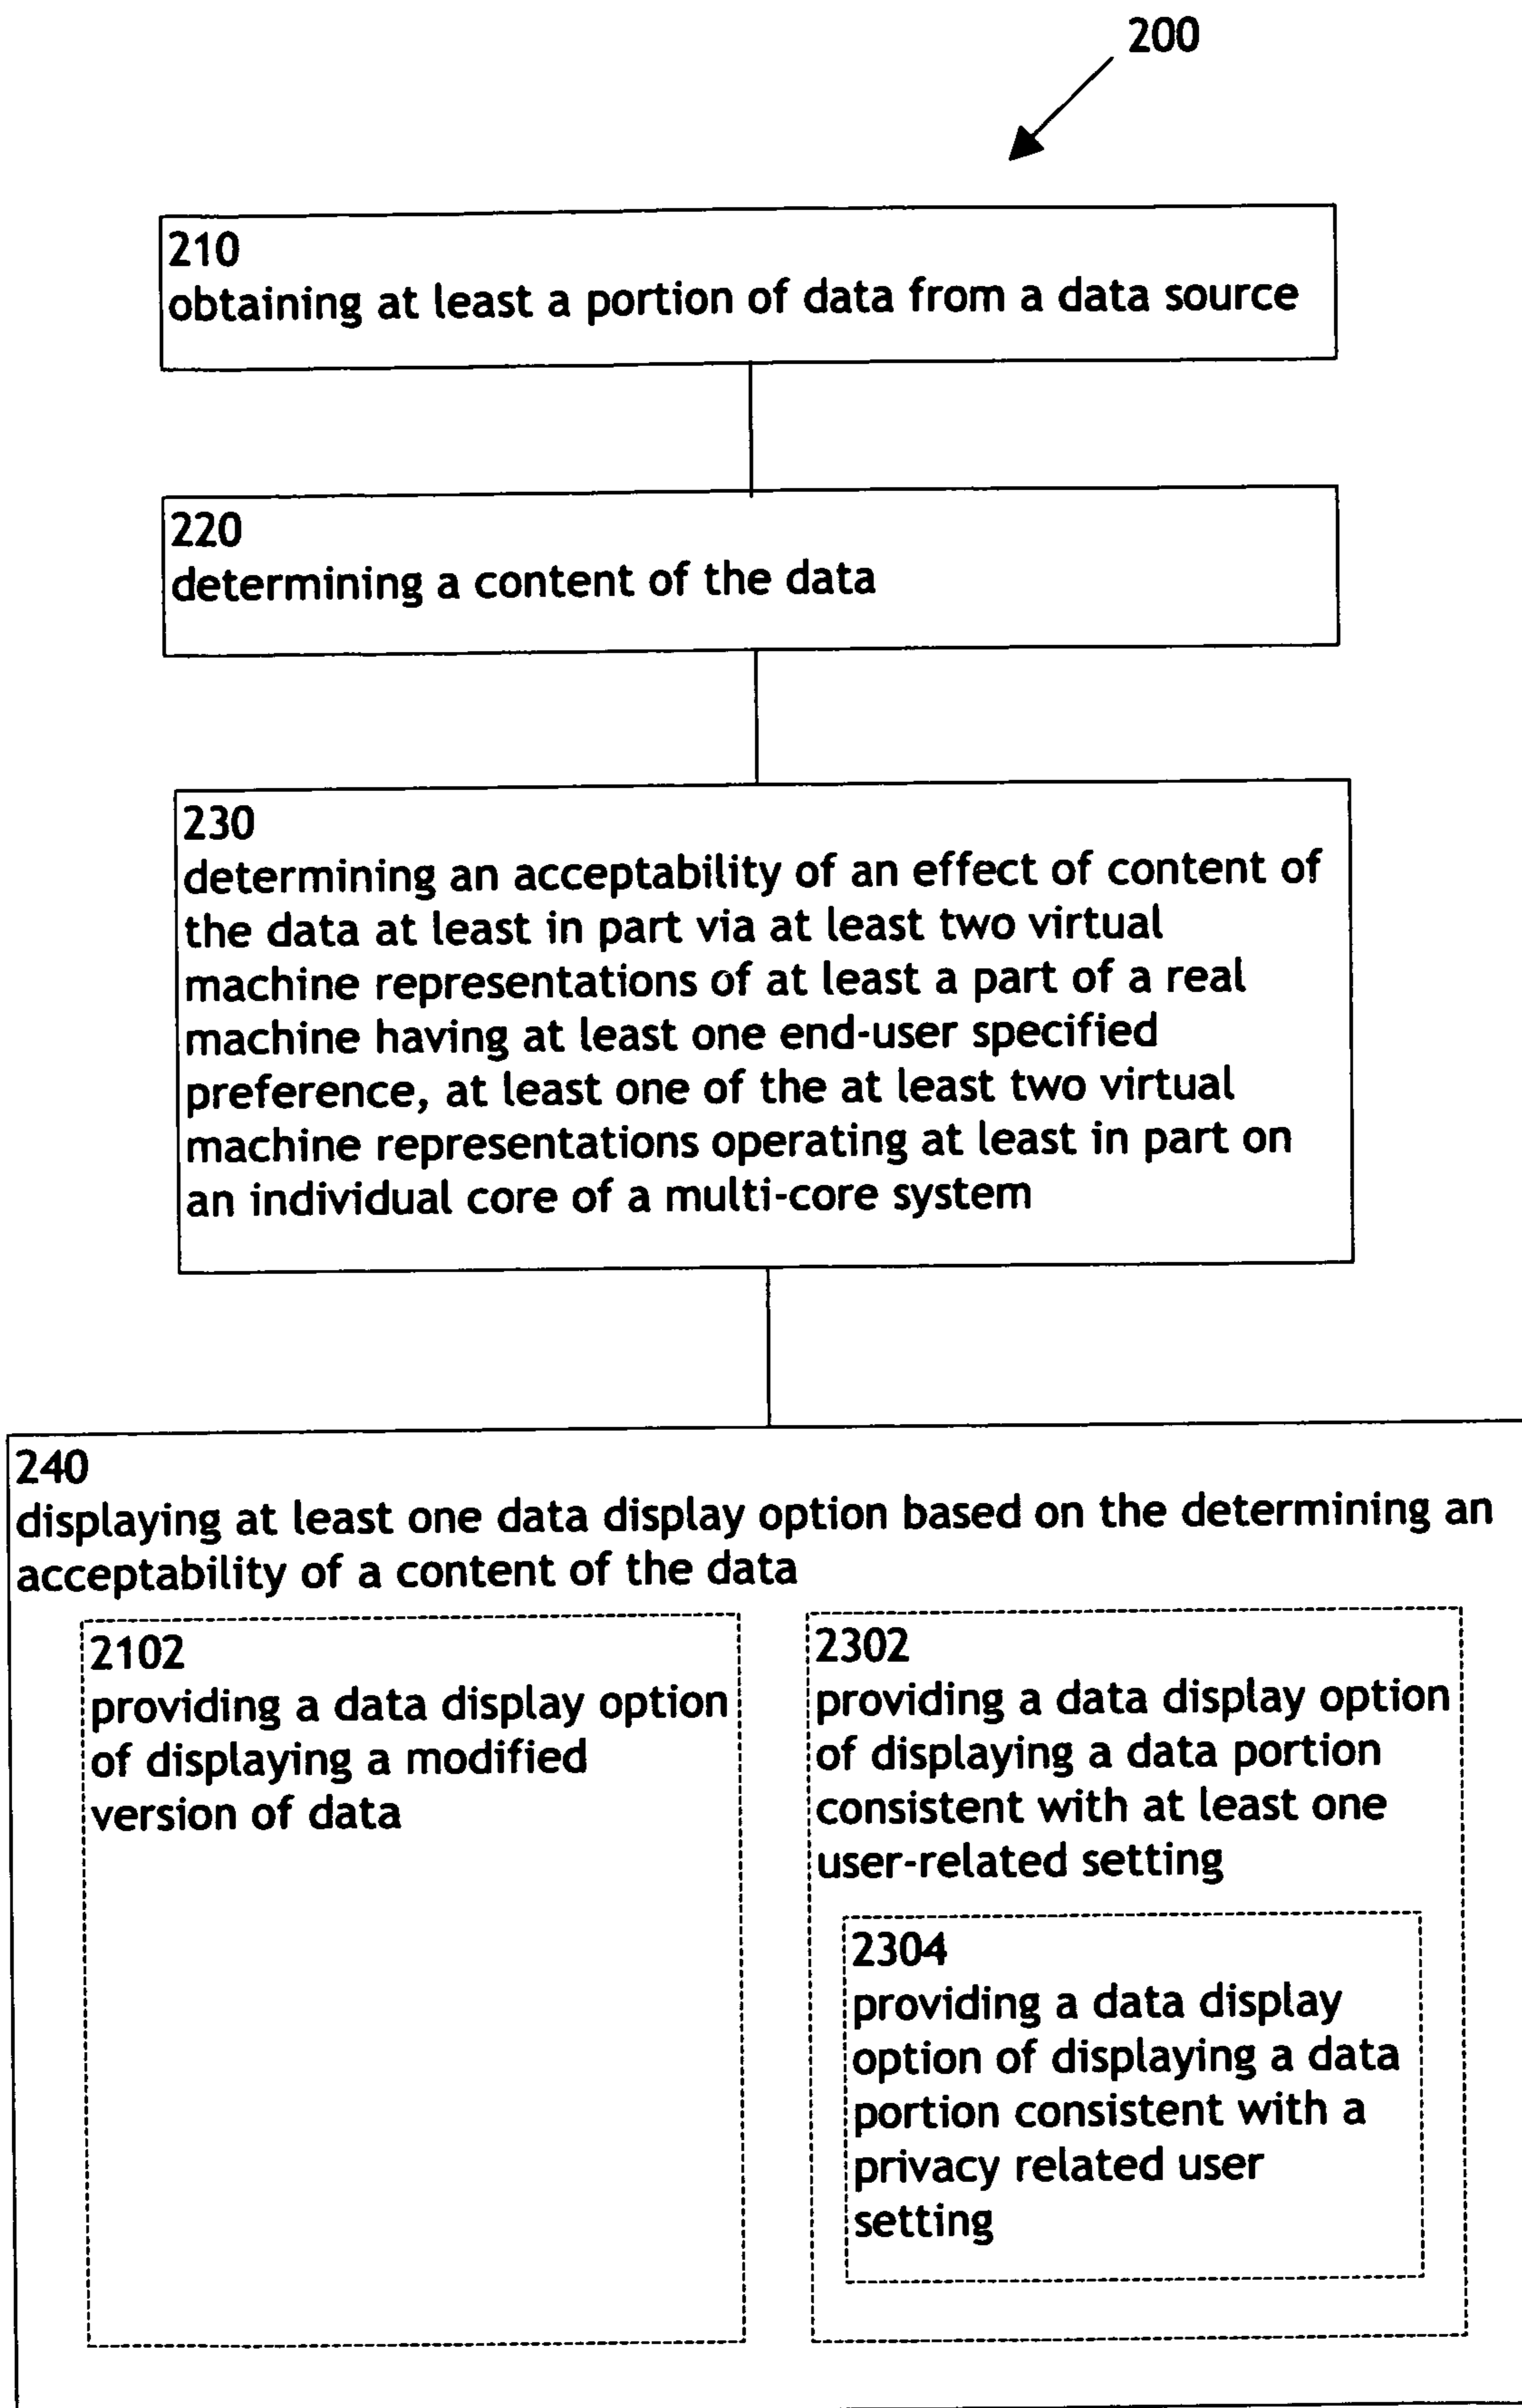 200
210
obtaining at least a portion of data from a data source
220
determining a content of the data
230
determining an acceptability of an effect of content of
the data at least in part via at least two virtual
machine representations of at least a part of a real
machine having at least one end-user specified
preference, at least one of the at least two virtual
machine representations operating at least in part on
an individual core of a multi-core system
240
displaying at least one data display option based on the determining an
acceptability of a content of the data
2102
providing a data display option
of displaying a modified
version of data
2302
providing a data display option
of displaying a data portion
consistent with at least one
user-related setting
2304
providing a data display
option of displaying a data
portion consistent with a
privacy related user
setting